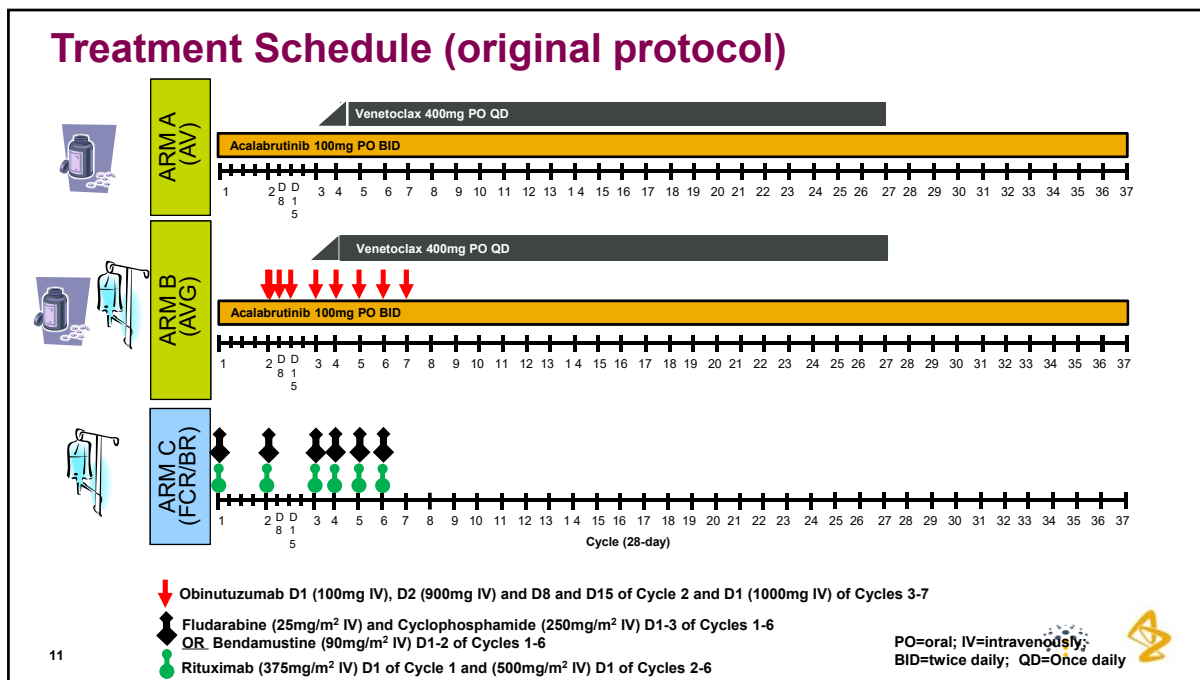 Treatment Schedule (original protocol)
ARM A
(AV)
Venetoclax 400mg PO QD
Acalabrutinib 100mg PO BID
1 2 D8 D15 3 4 5 6 7 8 9 10 11 12 13 1 4 15 16 17 18 19 20 21 22 23 24 25 26 27 28 29 30 31 32 33 34 35 36 37
ARM B
(AVG)
Venetoclax 400mg PO QD
Acalabrutinib 100mg PO BID
1 2 D8 D15 3 4 5 6 7 8 9 10 11 12 13 1 4 15 16 17 18 19 20 21 22 23 24 25 26 27 28 29 30 31 32 33 34 35 36 37
ARM C
(FCR/BR)
1 2 D8 D15 3 4 5 6 7 8 9 10 11 12 13 1 4 15 16 17 18 19 20 21 22 23 24 25 26 27 28 29 30 31 32 33 34 35 36 37
Cycle (28-day)
Obinutuzumab D1 (100mg IV), D2 (900mg IV) and D8 and D15 of Cycle 2 and D1 (1000mg IV) of Cycles 3-7
Fludarabine (25mg/m² IV) and Cyclophosphamide (250mg/m² IV) D1-3 of Cycles 1-6
OR Bendamustine (90mg/m² IV) D1-2 of Cycles 1-6
Rituximab (375mg/m² IV) D1 of Cycle 1 and (500mg/m² IV) D1 of Cycles 2-6
PO=oral; IV=intravenously;
BID=twice daily; QD=Once daily
11